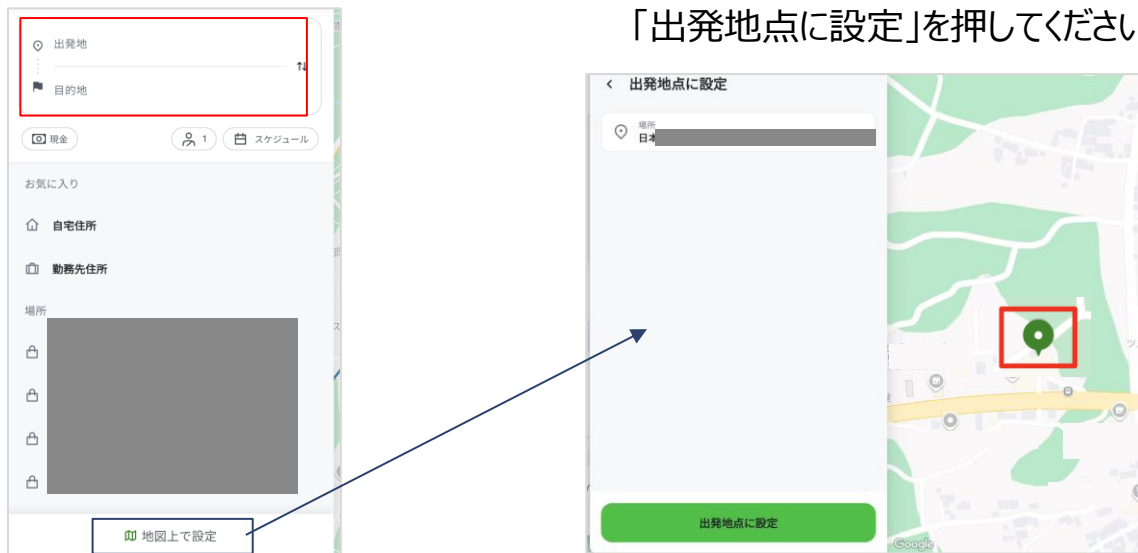 「出発地点に設定」を押してください
出発地
目的地
現金
1
スケジュール
お気に入り
自宅住所
勤務先住所
場所
地図上で設定
出発地点に設定
場所
日本
出発地点に設定
Google